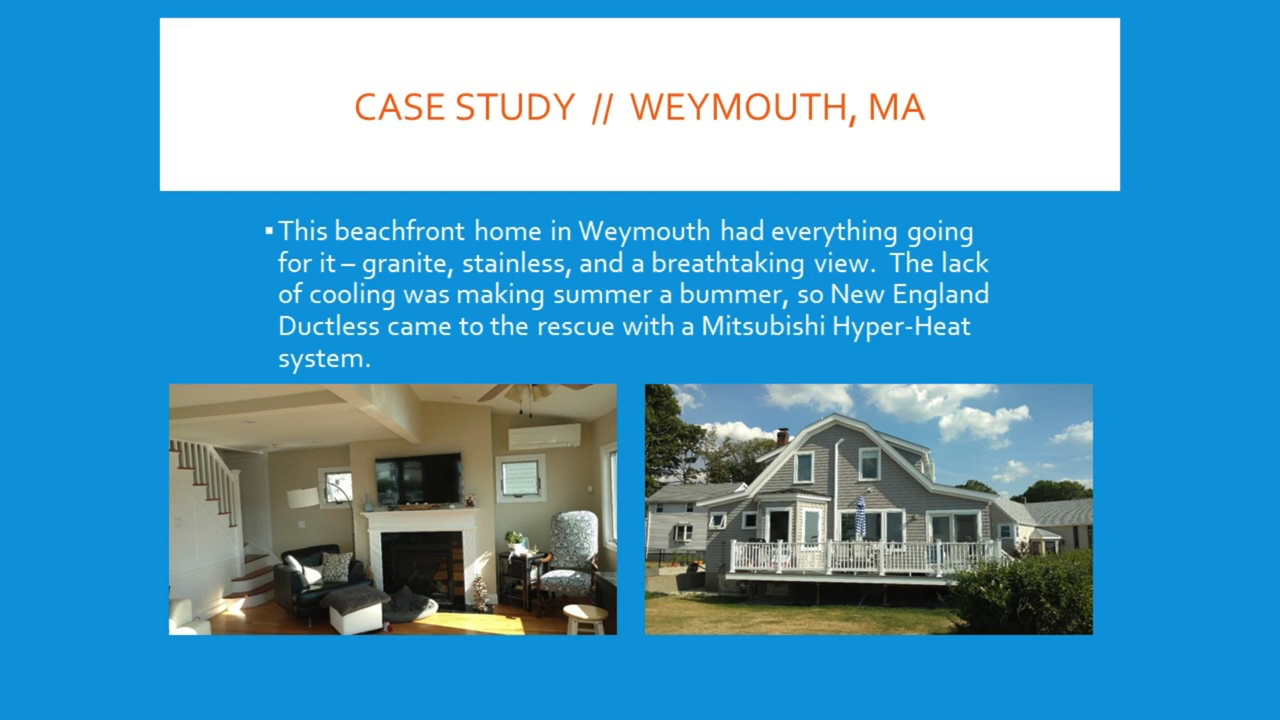 CASE STUDY // WEYMOUTH, MA
▪ This beachfront home in Weymouth had everything going
for it – granite, stainless, and a breathtaking view. The lack
of cooling was making summer a bummer, so New England
Ductless came to the rescue with a Mitsubishi Hyper-Heat
system.